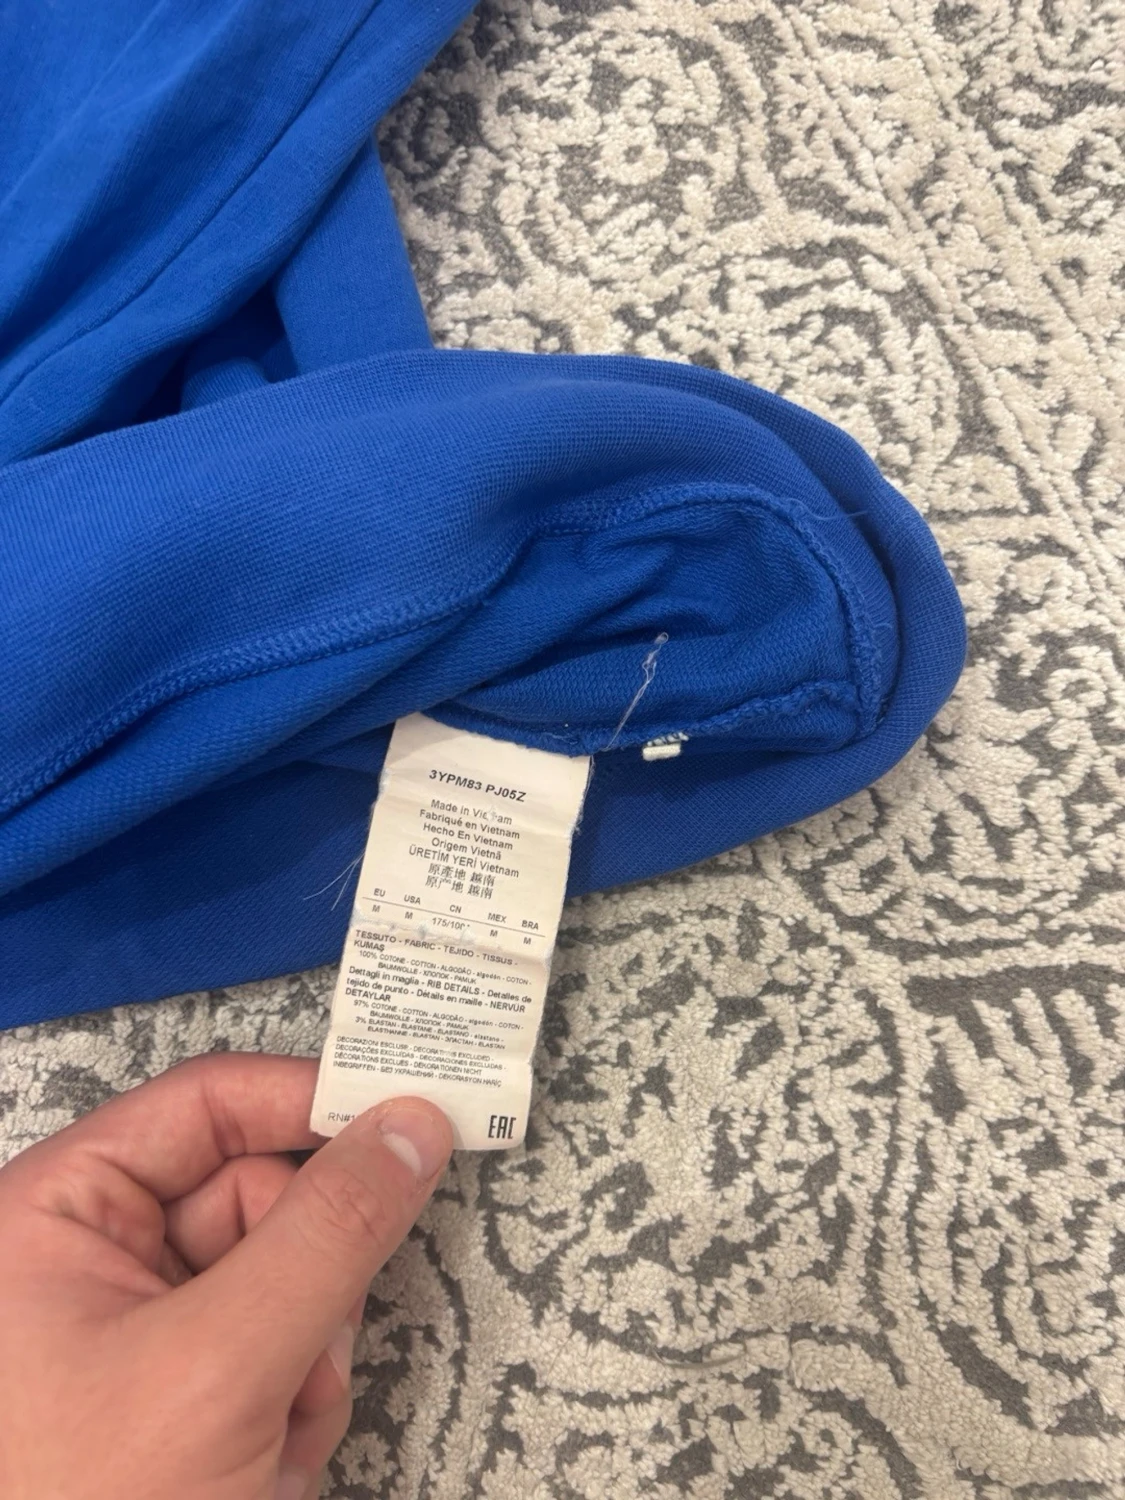 3YPM83 PJ05Z
Made in Vietnam
Fabriqué en Vietnam
Hecho En Vietnam
Origem Vietnã
ÜRETİM YERİ Vietnam
原產地 越南
地 越南
EU USA CN MEX BRA
M M M M
TESSUTO - FABRIC - TEJIDO - TISSUS -
KUMAŞ
100% COTONE - COTTON - ALGODÃO - algodón - COTON -
BAUMWOLLE - ХЛОПОК - PAMUK
Dettagli in maglia - RIB DETAILS - Detalles de
tejido de punto - Détails en maille - NERVÜR
DETAYLAR
97% COTONE - COTTON - ALGODÃO - algodón - COTON -
BAUMWOLLE - ХЛОПОК - PAMUK
3% ELASTAN - ELASTANE - ELASTANO - elastano -
ELASTHANNE - ELASTAN - ЭЛАСТАН - ELASTAN
DECORAZIONI ESCLUSE - DECORATIONS EXCLUDED -
DECORAÇÕES EXCLUÍDAS - DECORACIONES EXCLUIDAS -
DÉCORATIONS EXCLUES - DEKORATIONEN NICHT
INBEGRIFFEN - БЕЗ УКРАШЕНИЙ - DEKORASYON HARİÇ
EAC